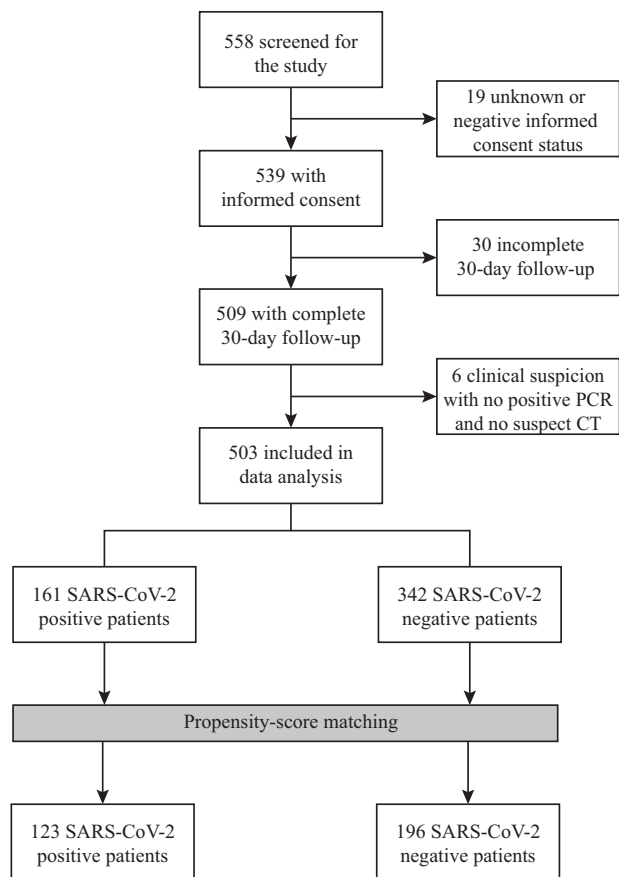 558 screened for
the study
19 unknown or
negative informed
consent status
539 with
informed consent
30 incomplete
30-day follow-up
509 with complete
30-day follow-up
6 clinical suspicion
with no positive PCR
and no suspect CT
503 included in
data analysis
161 SARS-CoV-2
positive patients
342 SARS-CoV-2
negative patients
Propensity-score matching
123 SARS-CoV-2
positive patients
196 SARS-CoV-2
negative patients